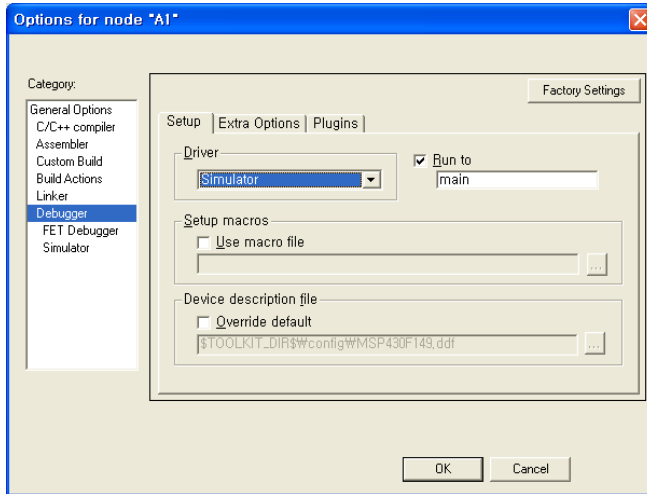 Options for node "A1"
Category:
General Options
C/C++ compiler
Assembler
Custom Build
Build Actions
Linker
Debugger
FET Debugger
Simulator
Factory Settings
Setup
Extra Options
Plugins
Driver
Simulator
Run to
main
Setup macros
Use macro file
...
Device description file
Override default
$TOOLKIT_DIR$₩config₩MSP430F149.ddf
...
OK
Cancel